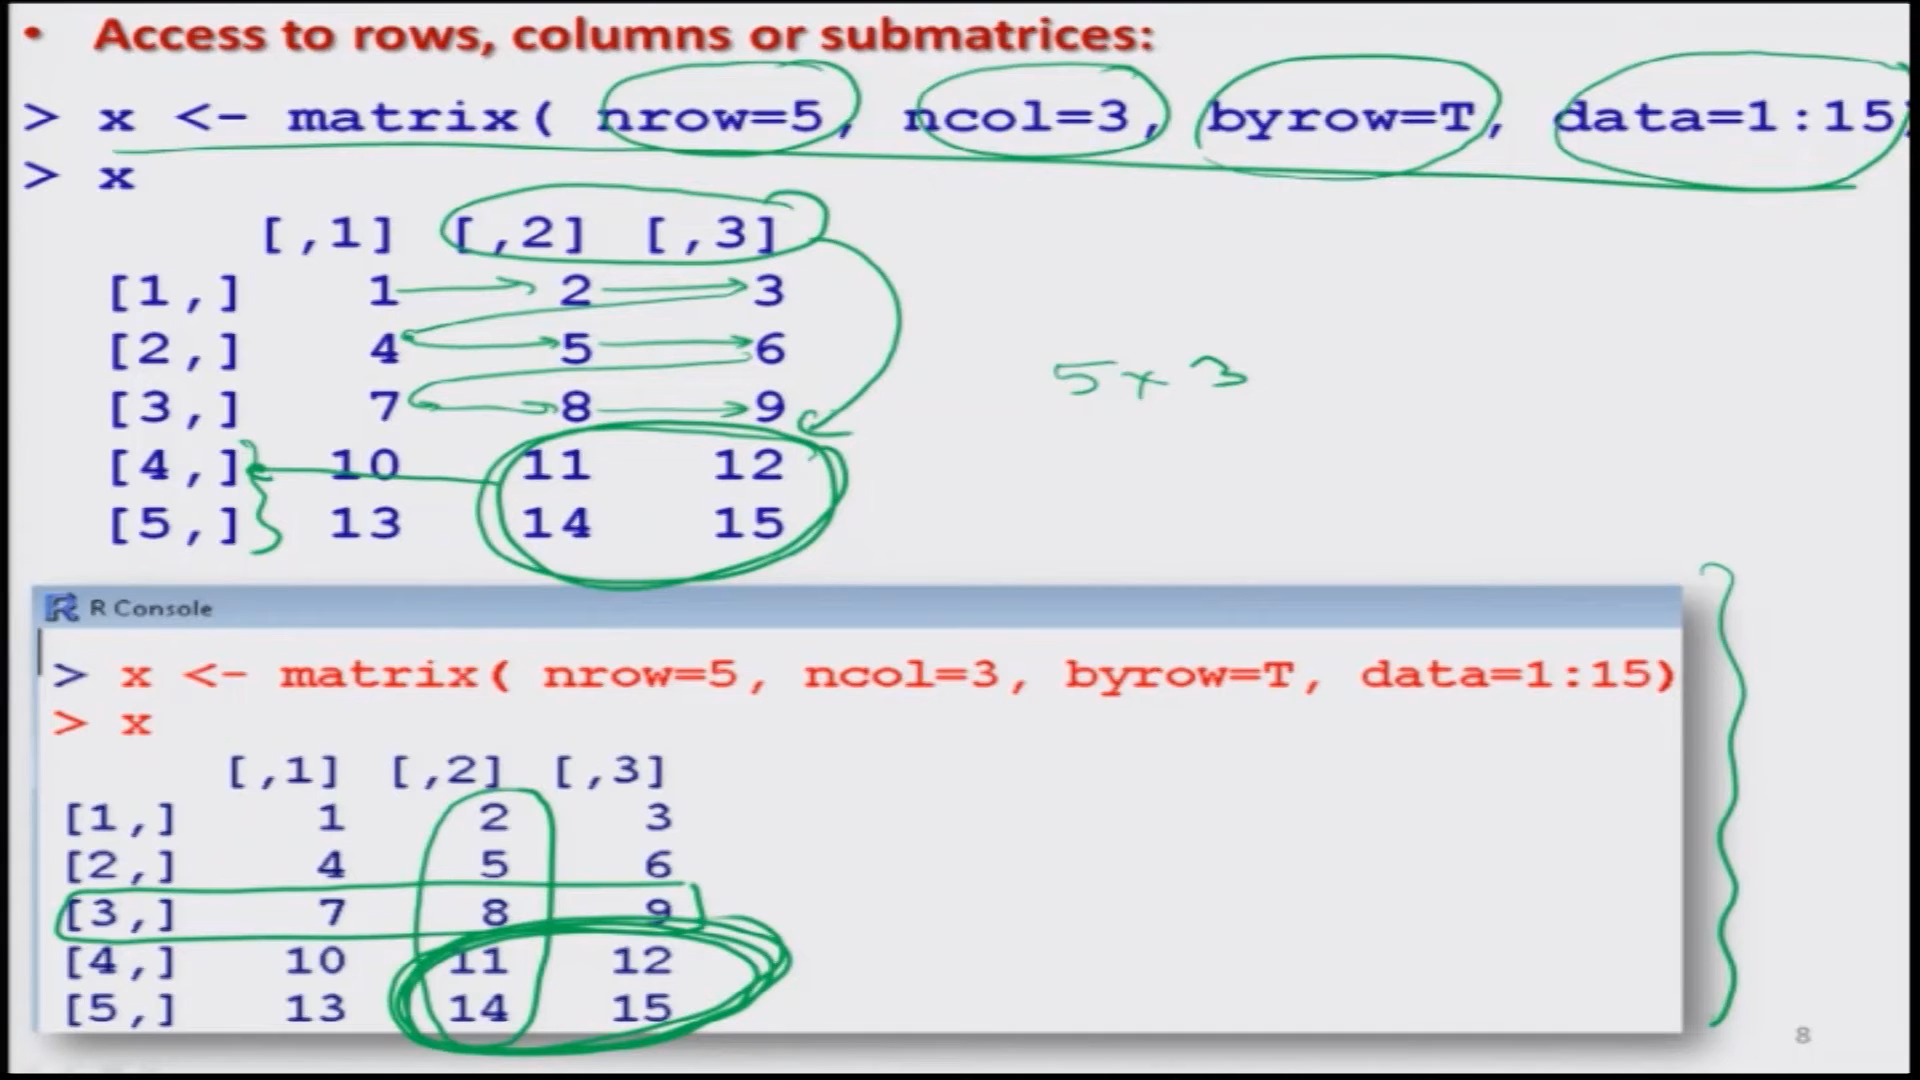 • Access to rows, columns or submatrices:
> x <- matrix( nrow=5, ncol=3, byrow=T, data=1:15)
> x
[,1] [,2] [,3]
[1,] 1 2 3
[2,] 4 5 6
[3,] 7 8 9
[4,] 10 11 12
[5,] 13 14 15
5 x 3
R Console
> x <- matrix( nrow=5, ncol=3, byrow=T, data=1:15)
> x
[,1] [,2] [,3]
[1,] 1 2 3
[2,] 4 5 6
[3,] 7 8 9
[4,] 10 11 12
[5,] 13 14 15
8